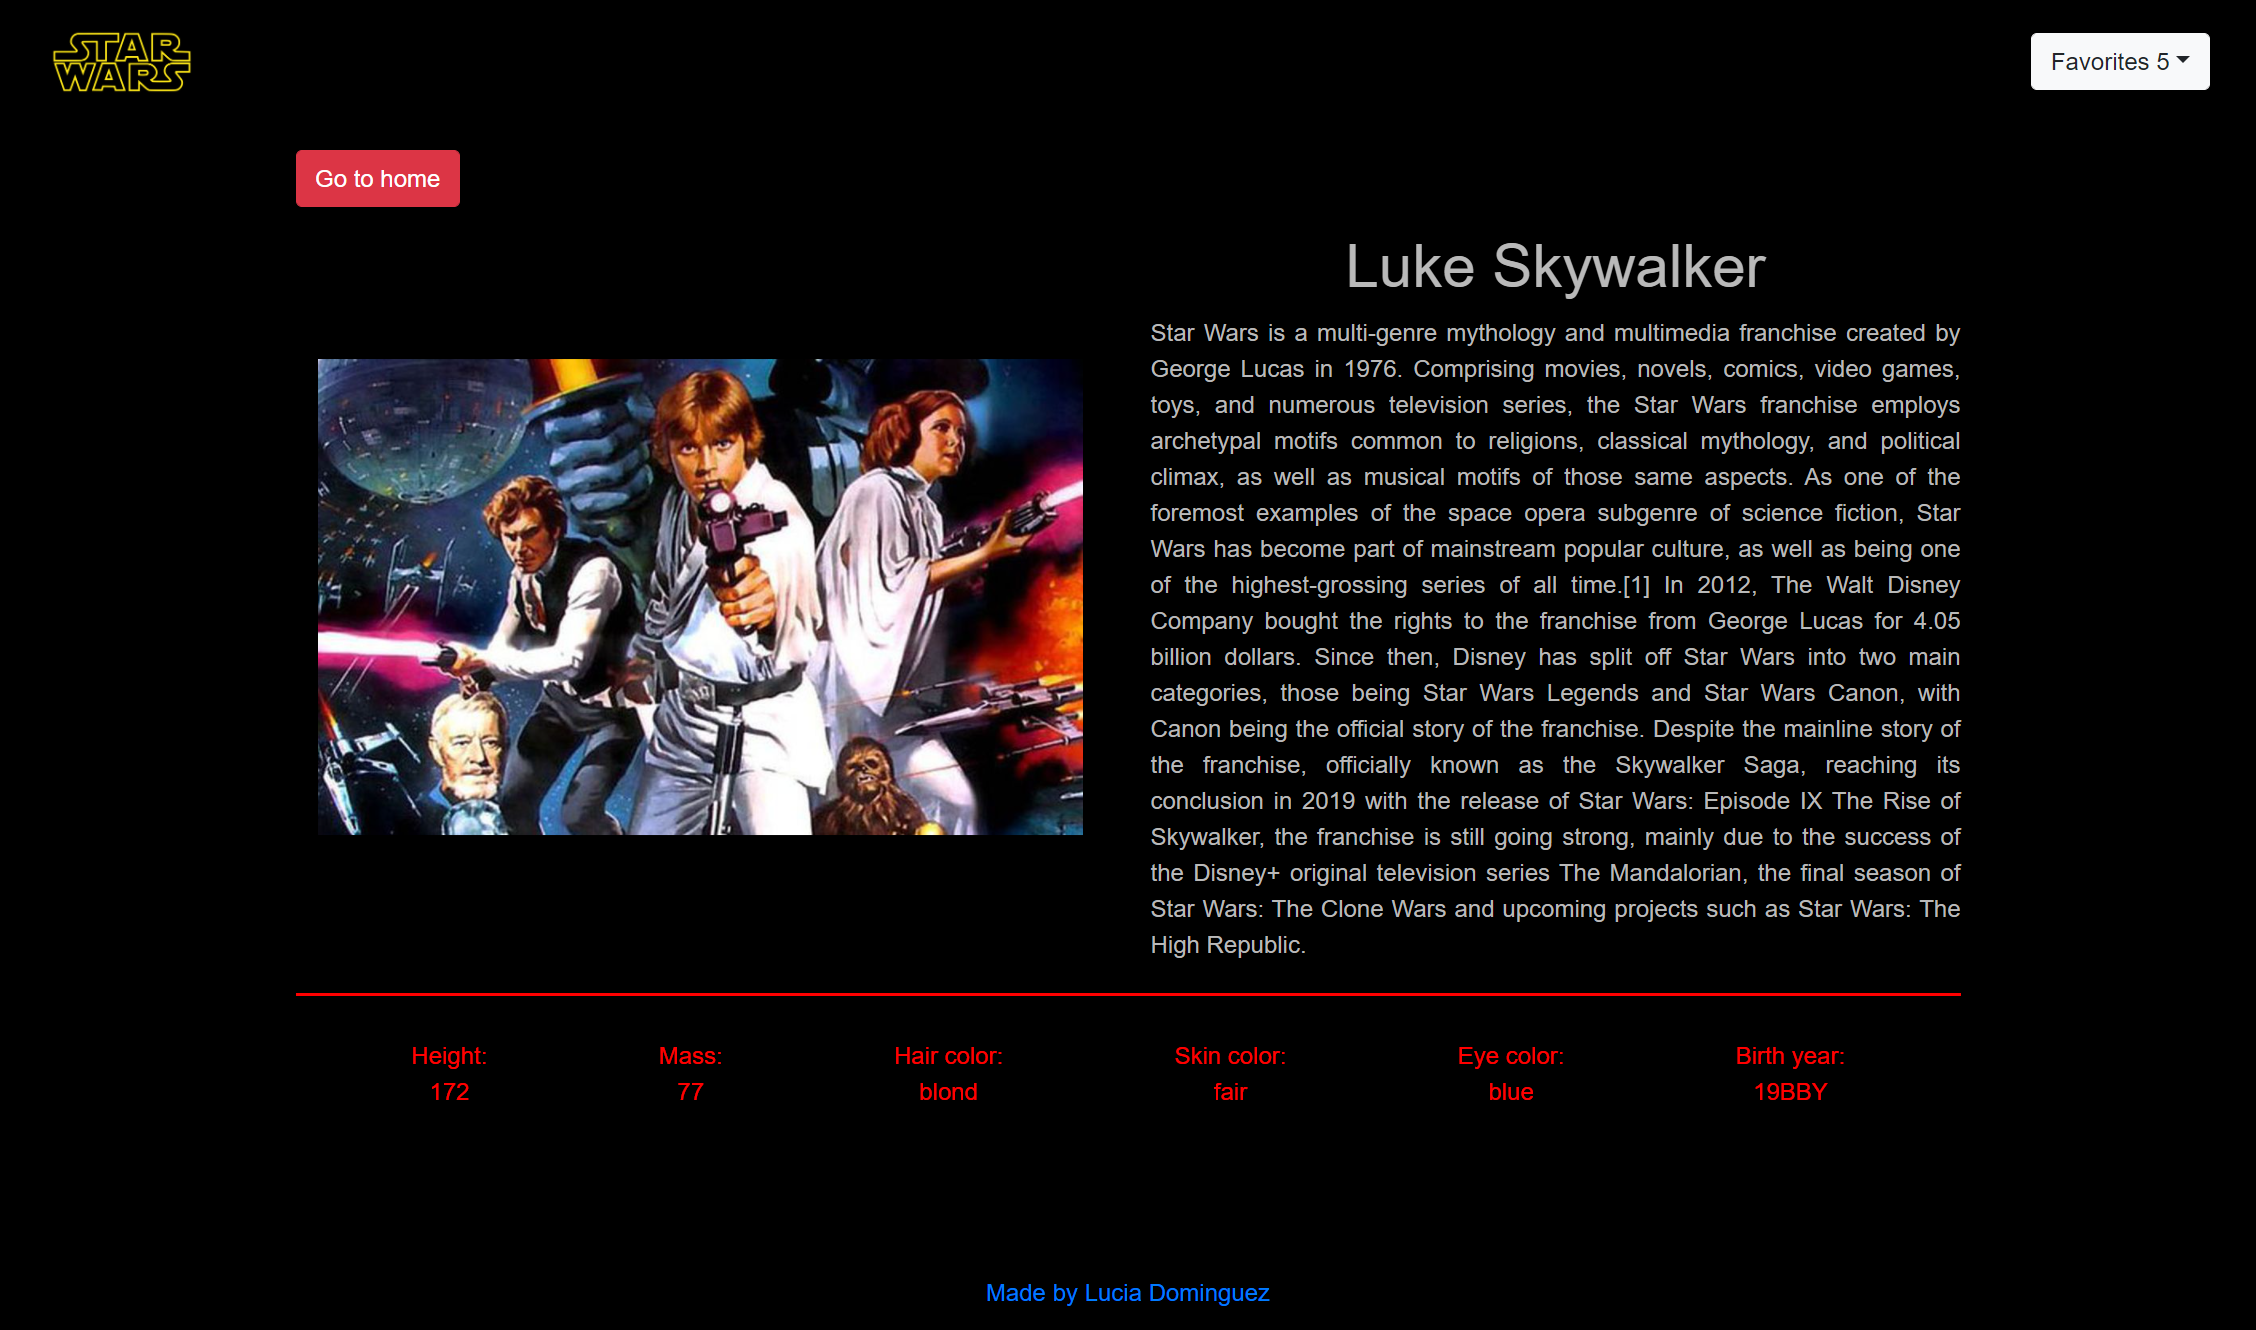 STAR
WARS
Favorites 5
Go to home
Luke Skywalker
Star Wars is a multi-genre mythology and multimedia franchise created by
George Lucas in 1976. Comprising movies, novels, comics, video games,
toys, and numerous television series, the Star Wars franchise employs
archetypal motifs common to religions, classical mythology, and political
climax, as well as musical motifs of those same aspects. As one of the
foremost examples of the space opera subgenre of science fiction, Star
Wars has become part of mainstream popular culture, as well as being one
of the highest-grossing series of all time.[1] In 2012, The Walt Disney
Company bought the rights to the franchise from George Lucas for 4.05
billion dollars. Since then, Disney has split off Star Wars into two main
categories, those being Star Wars Legends and Star Wars Canon, with
Canon being the official story of the franchise. Despite the mainline story of
the franchise, officially known as the Skywalker Saga, reaching its
conclusion in 2019 with the release of Star Wars: Episode IX The Rise of
Skywalker, the franchise is still going strong, mainly due to the success of
the Disney+ original television series The Mandalorian, the final season of
Star Wars: The Clone Wars and upcoming projects such as Star Wars: The
High Republic.
Height: Mass: Hair color: Skin color: Eye color: Birth year:
172 77 blond fair blue 19BBY
Made by Lucia Dominguez